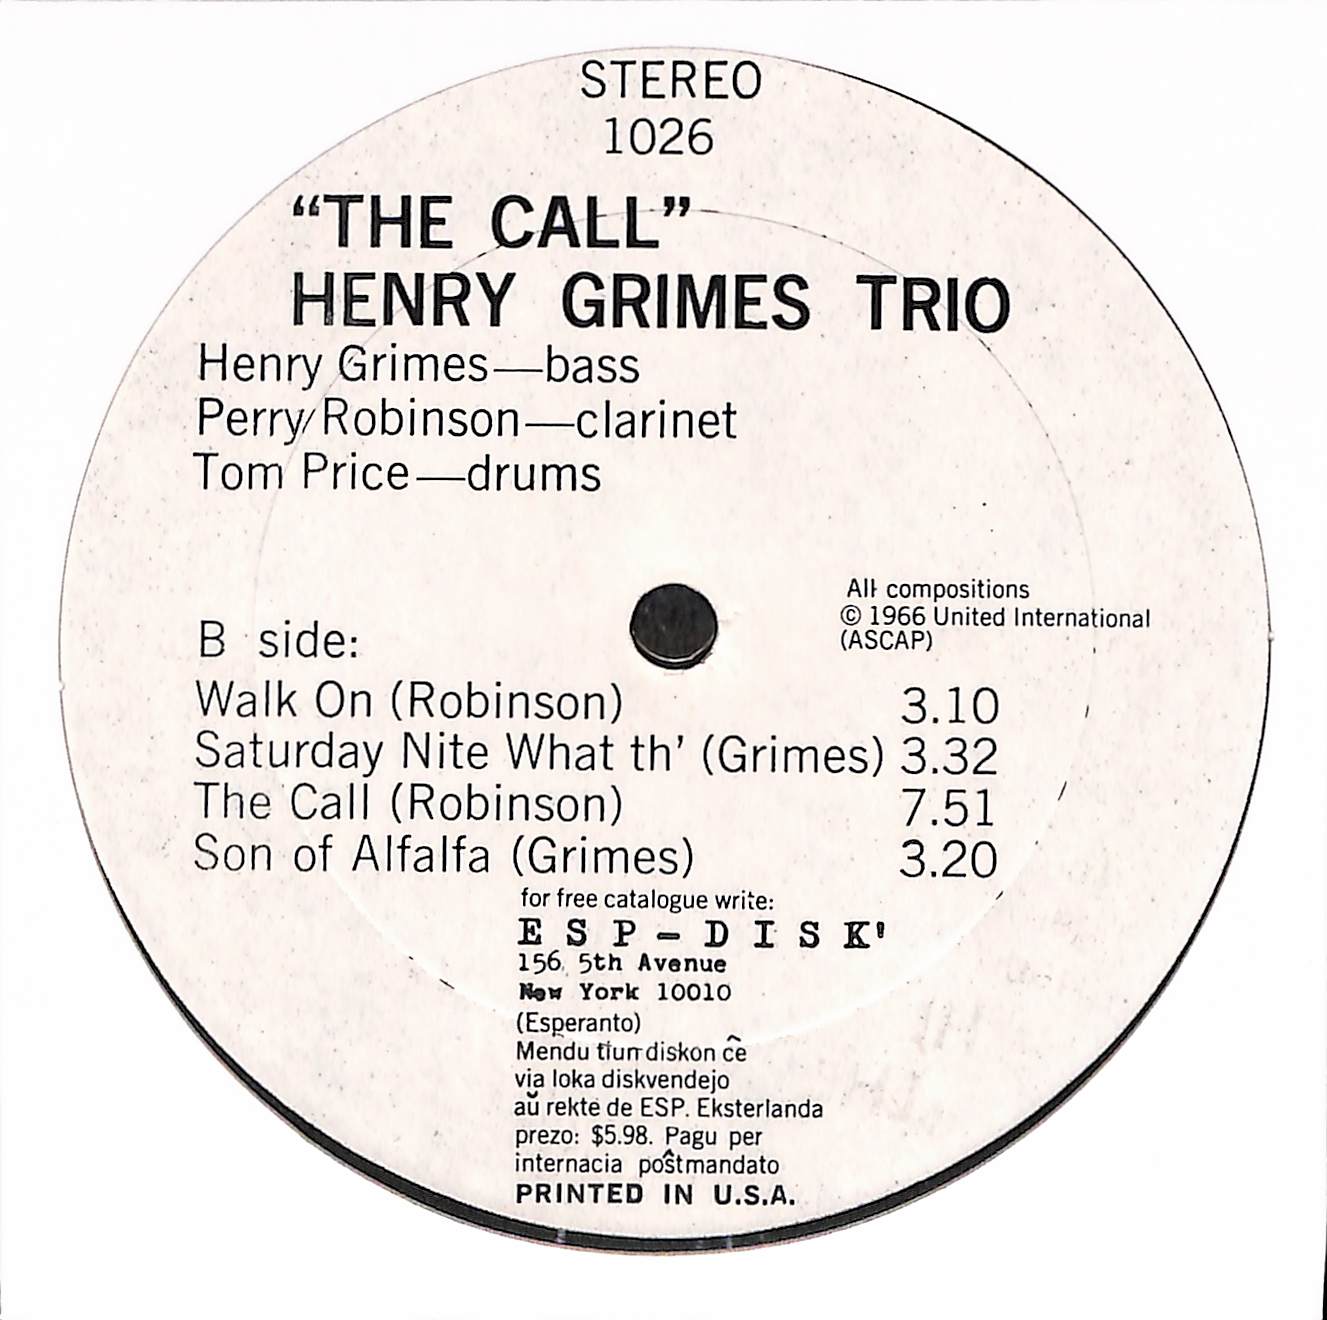 STEREO
1026
“THE CALL”
HENRY GRIMES TRIO
Henry Grimes—bass
Perry Robinson—clarinet
Tom Price—drums
All compositions
© 1966 United International
(ASCAP)
B side:
Walk On (Robinson) 3.10
Saturday Nite What th’ (Grimes) 3.32
The Call (Robinson) 7.51
Son of Alfalfa (Grimes) 3.20
for free catalogue write:
ESP-DISK'
156 5th Avenue
New York 10010
(Esperanto)
Mendu tiun diskon ĉe
via loka diskvendejo
aŭ rekte de ESP. Eksterlanda
prezo: $5.98. Pagu per
internacia poŝtmandato
PRINTED IN U.S.A.